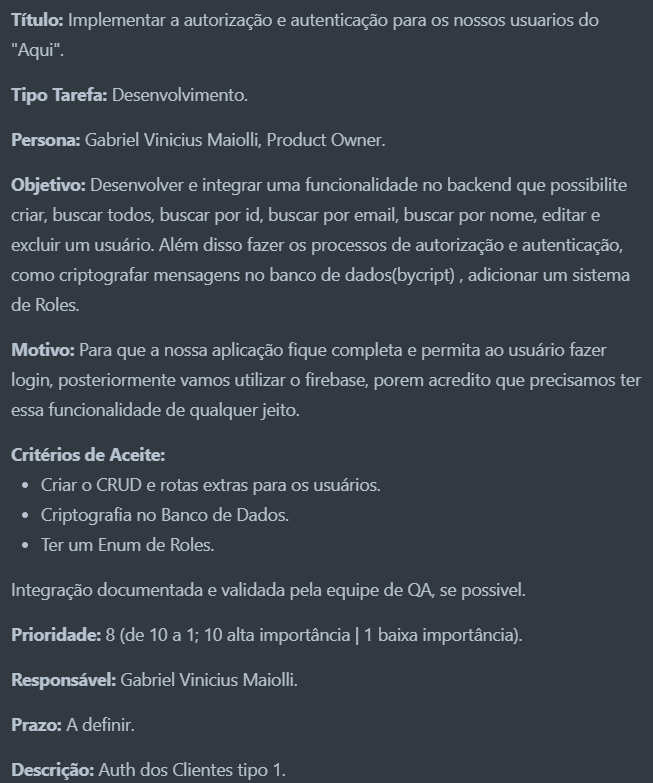 Título: Implementar a autorização e autenticação para os nossos usuarios do
"Aqui".
Tipo Tarefa: Desenvolvimento.
Persona: Gabriel Vinicius Maiolli, Product Owner.
Objetivo: Desenvolver e integrar uma funcionalidade no backend que possibilite
criar, buscar todos, buscar por id, buscar por email, buscar por nome, editar e
excluir um usuário. Além disso fazer os processos de autorização e autenticação,
como criptografar mensagens no banco de dados(bycript) , adicionar um sistema
de Roles.
Motivo: Para que a nossa aplicação fique completa e permita ao usuário fazer
login, posteriormente vamos utilizar o firebase, porem acredito que precisamos ter
essa funcionalidade de qualquer jeito.
Critérios de Aceite:
• Criar o CRUD e rotas extras para os usuários.
• Criptografia no Banco de Dados.
• Ter um Enum de Roles.
Integração documentada e validada pela equipe de QA, se possivel.
Prioridade: 8 (de 10 a 1; 10 alta importância | 1 baixa importância).
Responsável: Gabriel Vinicius Maiolli.
Prazo: A definir.
Descrição: Auth dos Clientes tipo 1.